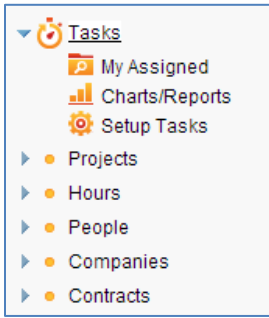 Tasks
My Assigned
Charts/Reports
Setup Tasks
Projects
Hours
People
Companies
Contracts